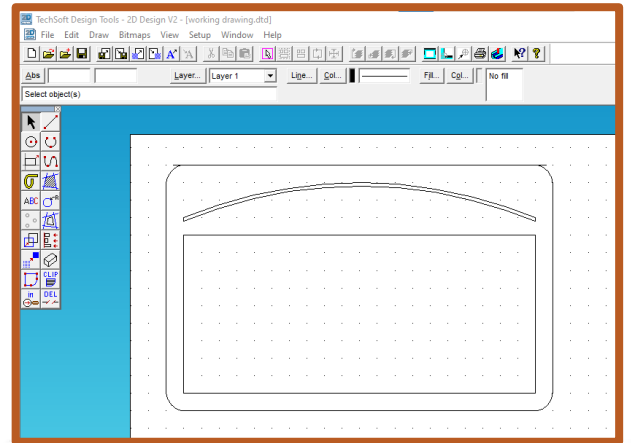 TechSoft Design Tools - 2D Design V2 - [working drawing.dtd]
File Edit Draw Bitmaps View Setup Window Help
Abs Layer... Layer 1 Line... Col... Fill... Col... No fill
Select object(s)
ABC
CLIP
in DEL